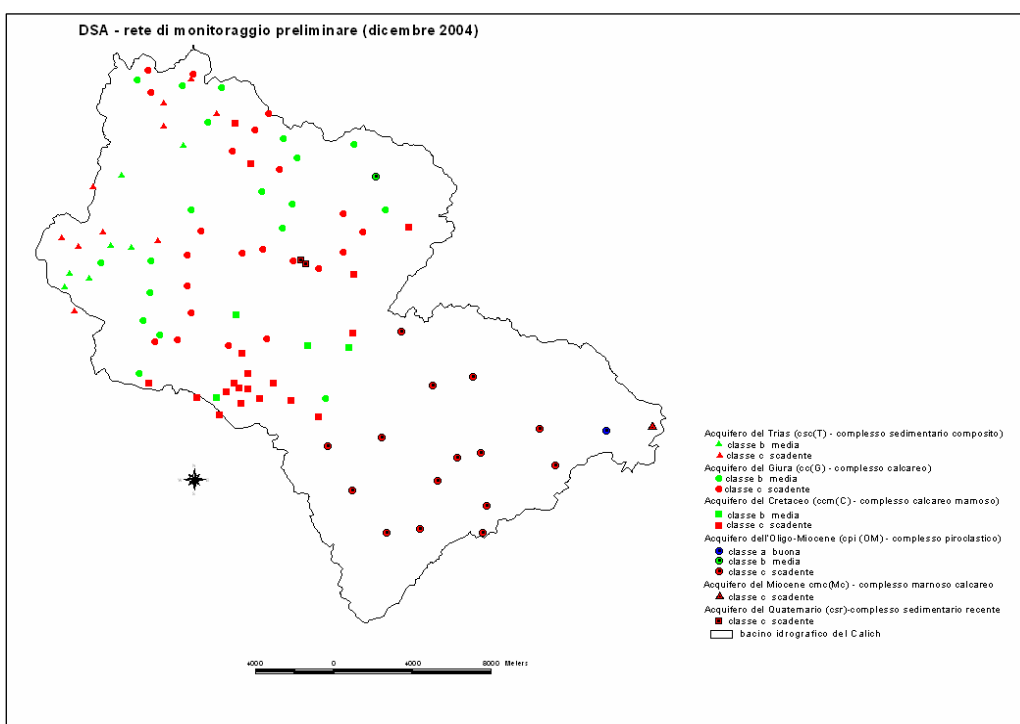 DSA - rete di monitoraggio preliminare (dicembre 2004)
Acquifero del Trias (csc(T) - complesso sedimentario composito)
classe b media
classe c scadente
Acquifero del Giura (cc(G) - complesso calcareo)
classe b media
classe c scadente
Acquifero del Cretaceo (ccm(C) - complesso calcareo marnoso)
classe b media
classe c scadente
Acquifero dell'Oligo-Miocene (cpi (OM) - complesso piroclastico)
classe a buona
classe b media
classe c scadente
Acquifero del Miocene cmc(Mc) - complesso marnoso calcareo
classe c scadente
Acquifero del Quaternario (csr)-complesso sedimentario recente
classe c scadente
bacino idrografico del Calich
4000 0 4000 8000 Meters